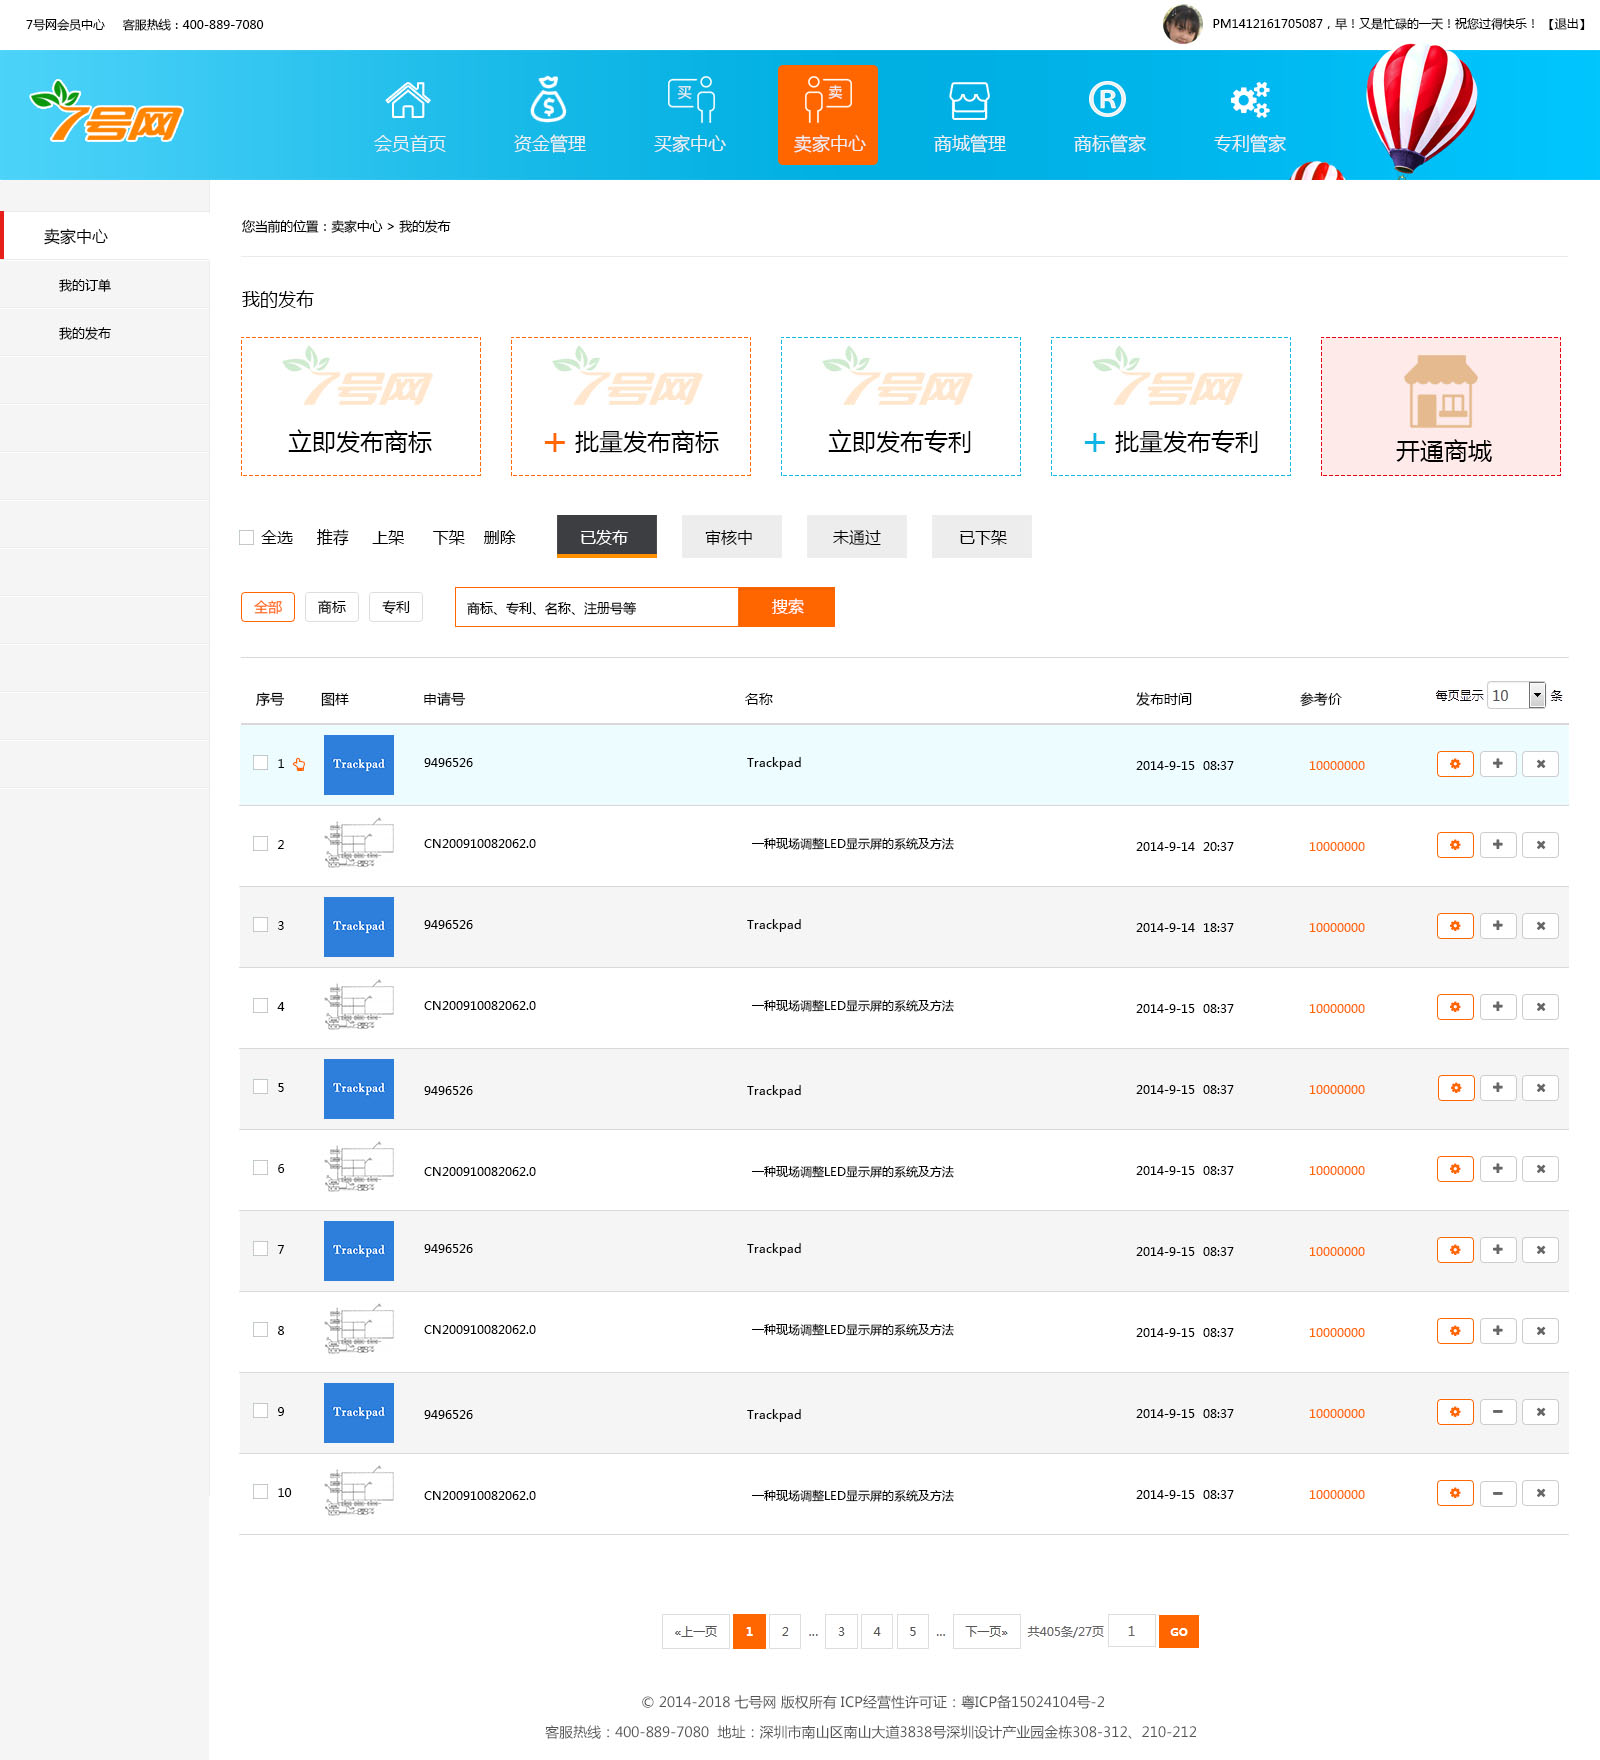 7号网会员中心 客服热线：400-889-7080
PM1412161705087，早！又是忙碌的一天！祝您过得快乐！ 【退出】
7号网
买
卖
R
会员首页 资金管理 买家中心 卖家中心 商城管理 商标管家 专利管家
卖家中心
我的订单
我的发布
您当前的位置：卖家中心 > 我的发布
我的发布
7号网 7号网 7号网 7号网
立即发布商标
批量发布商标
立即发布专利
批量发布专利
开通商城
全选 推荐 上架 下架 删除 已发布 审核中 未通过 已下架
全部 商标 专利 商标、专利、名称、注册号等 搜索
序号 图样 申请号 名称 发布时间 参考价 每页显示 10 条
1 Trackpad 9496526 Trackpad 2014-9-15 08:37 10000000
2 CN200910082062.0 一种现场调整LED显示屏的系统及方法 2014-9-14 20:37 10000000
3 Trackpad 9496526 Trackpad 2014-9-14 18:37 10000000
4 CN200910082062.0 一种现场调整LED显示屏的系统及方法 2014-9-15 08:37 10000000
5 Trackpad 9496526 Trackpad 2014-9-15 08:37 10000000
6 CN200910082062.0 一种现场调整LED显示屏的系统及方法 2014-9-15 08:37 10000000
7 Trackpad 9496526 Trackpad 2014-9-15 08:37 10000000
8 CN200910082062.0 一种现场调整LED显示屏的系统及方法 2014-9-15 08:37 10000000
9 Trackpad 9496526 Trackpad 2014-9-15 08:37 10000000
10 CN200910082062.0 一种现场调整LED显示屏的系统及方法 2014-9-15 08:37 10000000
«上一页 1 2 ... 3 4 5 ... 下一页» 共405条/27页 1 GO
© 2014-2018 七号网 版权所有 ICP经营性许可证：粤ICP备15024104号-2
客服热线：400-889-7080 地址：深圳市南山区南山大道3838号深圳设计产业园金栋308-312、210-212